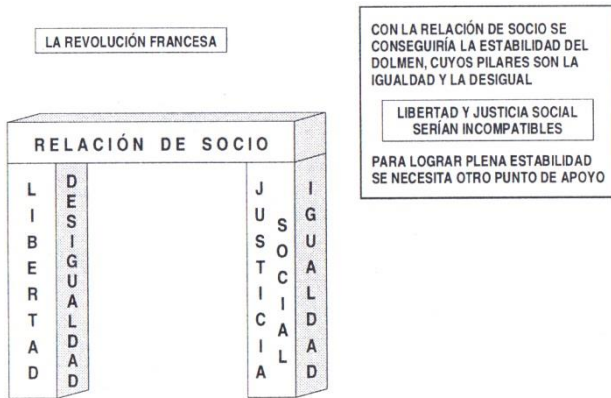 LA REVOLUCIÓN FRANCESA
CON LA RELACIÓN DE SOCIO SE
CONSEGUIRÍA LA ESTABILIDAD DEL
DOLMEN, CUYOS PILARES SON LA
IGUALDAD Y LA DESIGUAL
LIBERTAD Y JUSTICIA SOCIAL
SERÍAN INCOMPATIBLES
PARA LOGRAR PLENA ESTABILIDAD
SE NECESITA OTRO PUNTO DE APOYO
RELACIÓN DE SOCIO
LIBERTAD
DESIGUALDAD
JUSTICIA
SOCIAL
IGUALDAD